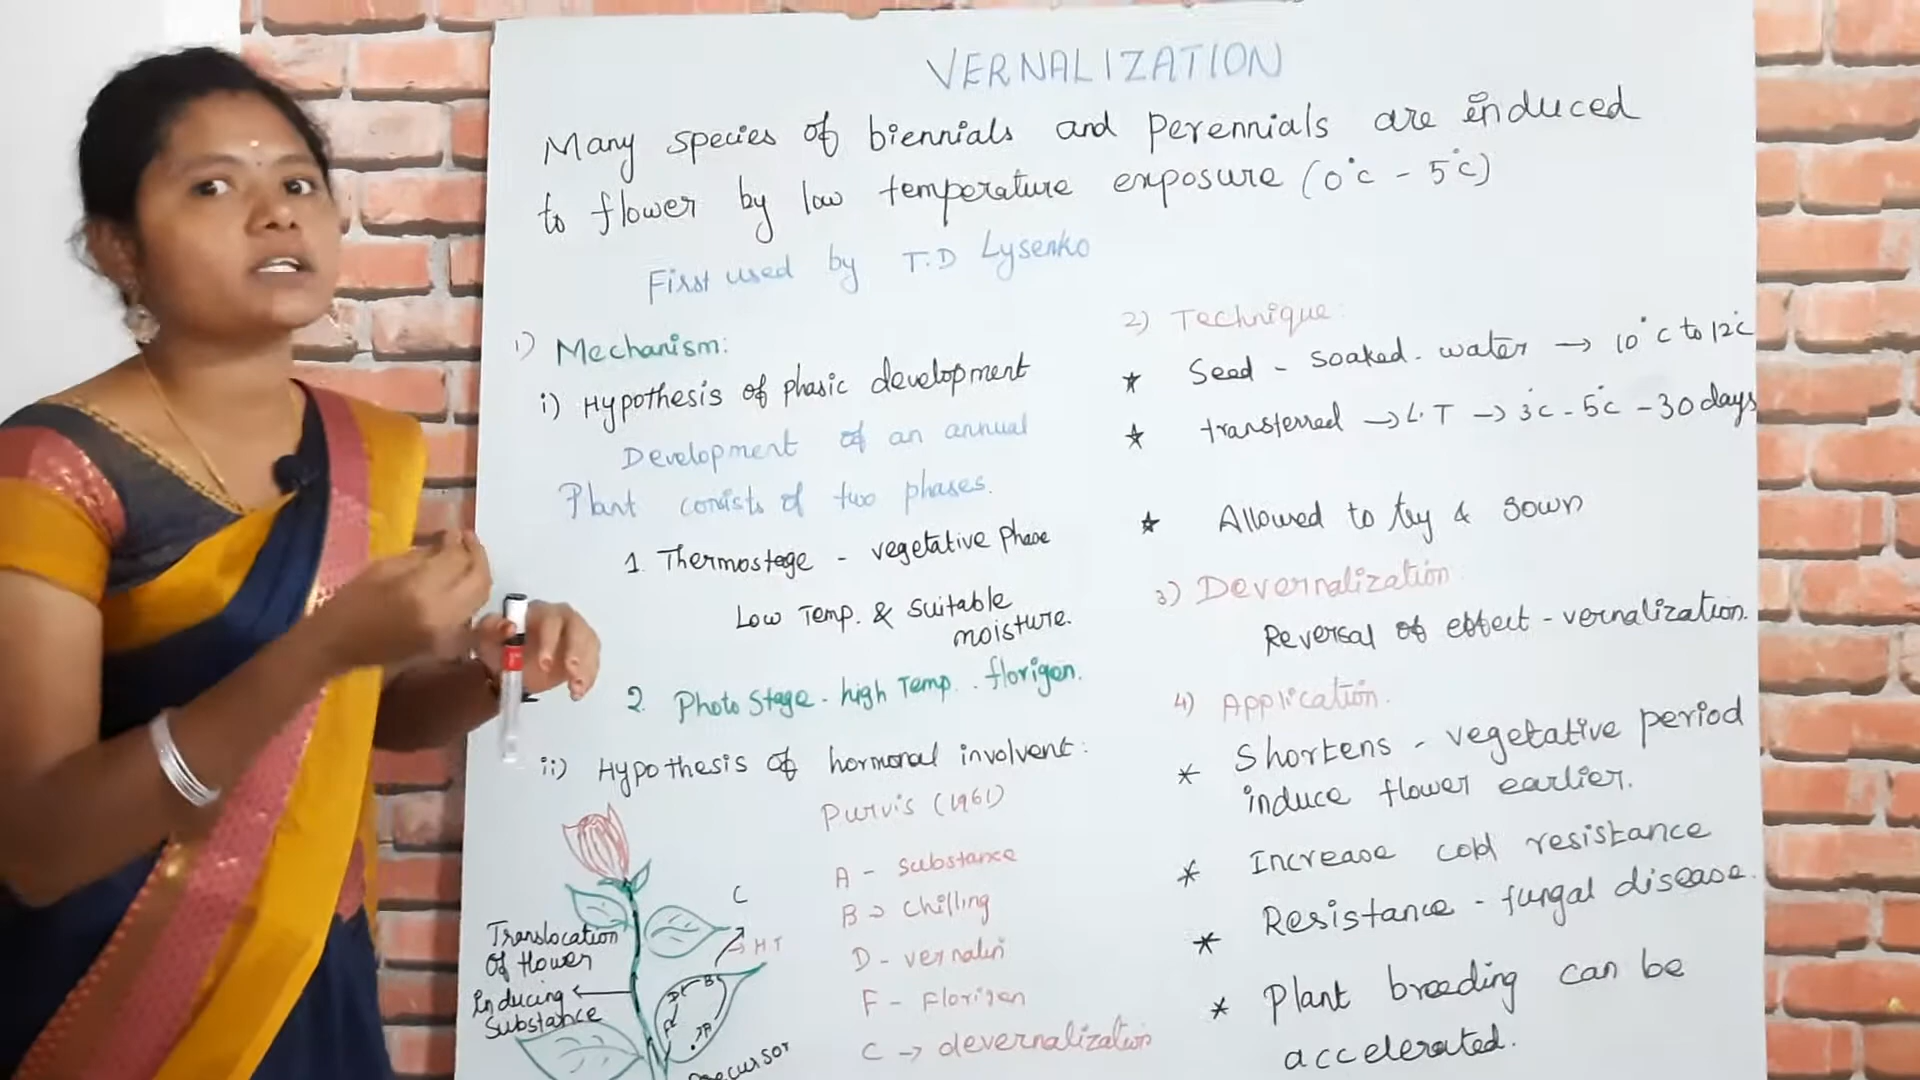 VERNALIZATION
Many species of biennials and perennials are induced
to flower by low temperature exposure (0°c - 5°c)
First used by T.D Lysenko
1) Mechanism:
i) Hypothesis of phasic development
Development of an annual
Plant consists of two phases.
1. Thermostage - vegetative phase
Low Temp. & suitable
moisture.
2. Photo stage - high Temp. . florigen.
ii) Hypothesis of hormonal involvent:
Purvis (1961)
A - substance
B → chilling
D - vernalin
F - Florigen
C → devernalization
Translocation
Of flower
Inducing
Substance
C
→ H T
D B
F A
precursor
2) Technique:
* Seed - soaked. water → 10°c to 12°c
* transferred → L.T → 3°c - 5°c - 30 days
* Allowed to try & sown
3) Devernalization:
Reversal of effect - vernalization.
4) Application.
* Shortens - vegetative period
induce flower earlier.
* Increase cold resistance
* Resistance - fungal disease.
* Plant breeding can be
accelerated.